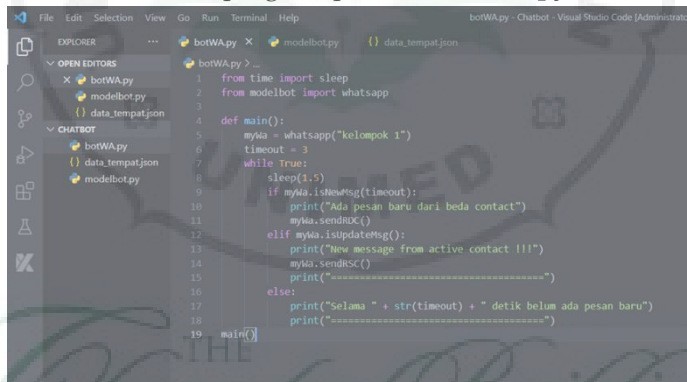 File Edit Selection View Go Run Terminal Help botWA.py - Chatbot - Visual Studio Code [Administrato
EXPLORER ... botWA.py modelbot.py {} data_tempat.json
OPEN EDITORS
botWA.py > ...
botWA.py
modelbot.py
{} data_tempat.json
CHATBOT
botWA.py
{} data_tempat.json
modelbot.py
1 from time import sleep
2 from modelbot import whatsapp
3
4 def main():
5 myWa = whatsapp("kelompok 1")
6 timeout = 3
7 while True:
8 sleep(1.5)
9 if myWa.isNewMsg(timeout):
10 print("Ada pesan baru dari beda contact")
11 myWa.sendRDC()
12 elif myWa.isUpdateMsg():
13 print("New message from active contact !!!")
14 myWa.sendRSC()
15 print("====================================")
16 else:
17 print("Selama " + str(timeout) + " detik belum ada pesan baru")
18 print("====================================")
19 main()
UNIMED
THE